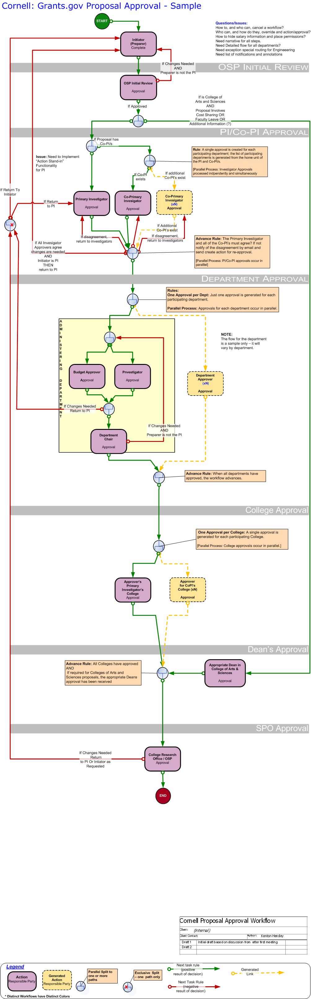 Cornell: Grants.gov Proposal Approval - Sample
START
Questions/Issues:
How to, and who can, cancel a workflow?
Who can, and how do they, override and action/approval?
How to hide salary information and place permissions?
Need narrative for all steps.
Need Detailed flow for all departments?
Need exception special routing for Engineeering
Need list of notifications and annotations
Initiator
(Preparer)
Complete
If Changes Needed
AND
Preparer is not the PI
OSP INITIAL REVIEW
OSP Initial Review
Approval
If Approved
If is College of
Arts and Sciences
AND
Proposal Involves
Cost Sharing OR
Faculty Leave OR
Additional Information (?)
PI/CO-PI APPROVAL
If Proposal has
Co-Pi/s
Issue: Need to Implement
“Action Stand-in”
Functionality
for PI
Rule: A single approval is created for each
participating department; the list of participating
departments is generated from the home unit of
the PI and Co-PI/s.
[Parallel Process: Investigator Approvals
processed indpendently and simultaneously
If Co-PI
exists
If additional
Co-PI’s exist
If Return To
Initiator
If Return
to PI
Primary Investigator
Approval
Co-Primary
Invesigator
Approval
Co-Primary
Invesigator
(xN)
Approval
If Additional
Co-PI’s exist
If disagreement,
return to investigators
If disagreement,
return to investigators
If All Invesigator
Approvers agree
changes are needed
AND
Initiator is PI
THEN
return to PI
Advance Rule: The Primary Investigator
and all of the Co-PI’s must agree? If not
notify of the disagreement by email and
send create action for re-approval.
[Parallel Process: PI/Co-PI approvals occur in
paralllel]
DEPARTMENT APPROVAL
Rules:
One Approval per Dept: Just one approval is generated for each
participating department.
Parallel Process: Approvals for each department occur in parallel.
ADMINISTERING DEPARTMENT
NOTE:
The flow for the department
is a sample only – it will
vary by department.
Budget Approver
Approval
Pnvestigator
Approval
Department
Approver
(xN)
Approval
If Changes Needed
Return to PI
If Changes Needed
AND
Preparer is not the PI
Department
Chair
Approval
Advance Rule: When all departments have
approved, the workflow advances.
College Approval
One Approval per College: A single approval is
generated for each participating College.
[Parallel Process: College approvals occur in parallel.]
Approver’s
Primary
Investigator’s
College
Approval
Approver
for CoPI’s
College (xN)
Approval
Dean’s Approval
Advance Rule: All Colleges have approved
AND
If required for Colleges of Arts and
Sciences proposals, the appropriate Deans
approval has been received
Appropriate Dean in
College of Arts &
Sciences
Approval
SPO Approval
If Changes Needed
Return
to PI Or Intiator as
Requested
College Research
Office / OSP
Approval
END
Cornell Proposal Approval Workflow
Client: (internal)
Client Contact: Author: Kenton Hensley
Draft 1 Initial draft based on discussion from after first meeting
Draft 2
Legend
Action
Responsible Party
Generated
Action
Responsible Party
Parallel Split to
one or more
paths
Exclusive Split
– one path only
Next task rule
(positive
result of decision)
Next Task Rule
(negative
result of decision)
Generated
Link
* Distinct Workflows have Distinct Colors